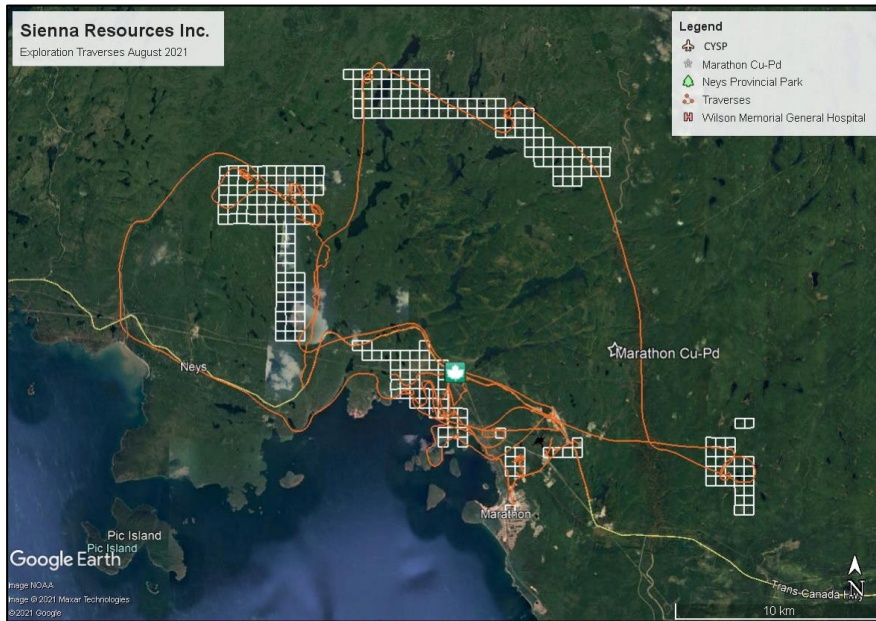 Sienna Resources Inc.
Exploration Traverses August 2021
Legend
CYSP
Marathon Cu-Pd
Neys Provincial Park
Traverses
H Wilson Memorial General Hospital
Neys
Marathon Cu-Pd
Marathon
Pic Island
Pic Island
Google Earth
Image NOAA
Image © 2021 Maxar Technologies
©2021 Google
Trans-Canada Hwy
N
10 km